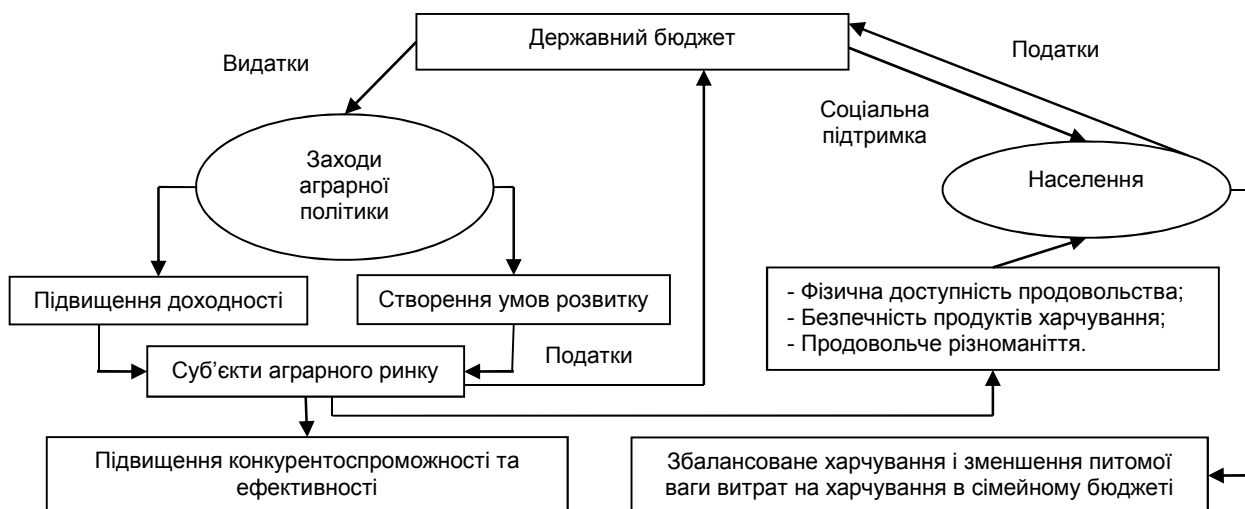 Державний бюджет
Видатки
Податки
Соціальна
підтримка
Заходи
аграрної
політики
Населення
Підвищення доходності
Створення умов розвитку
- Фізична доступність продовольства;
- Безпечність продуктів харчування;
- Продовольче різноманіття.
Податки
Суб’єкти аграрного ринку
Підвищення конкурентоспроможності та
ефективності
Збалансоване харчування і зменшення питомої
ваги витрат на харчування в сімейному бюджеті